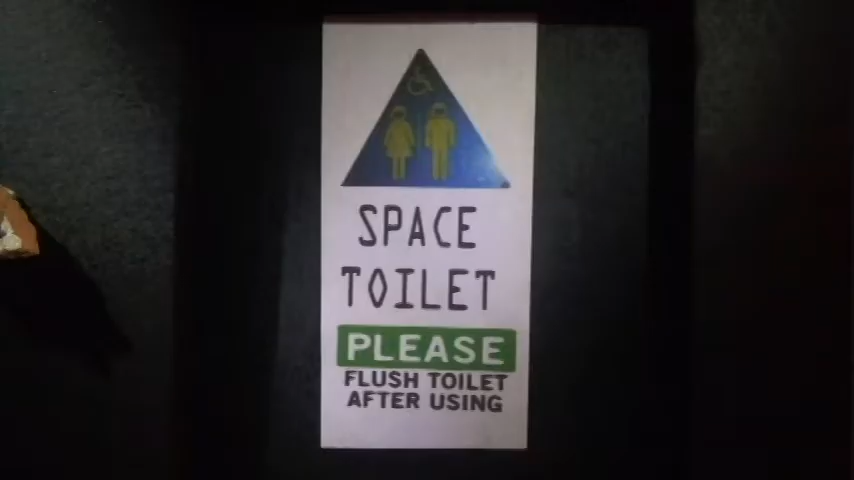 SPACE
TOILET
PLEASE
FLUSH TOILET
AFTER USING